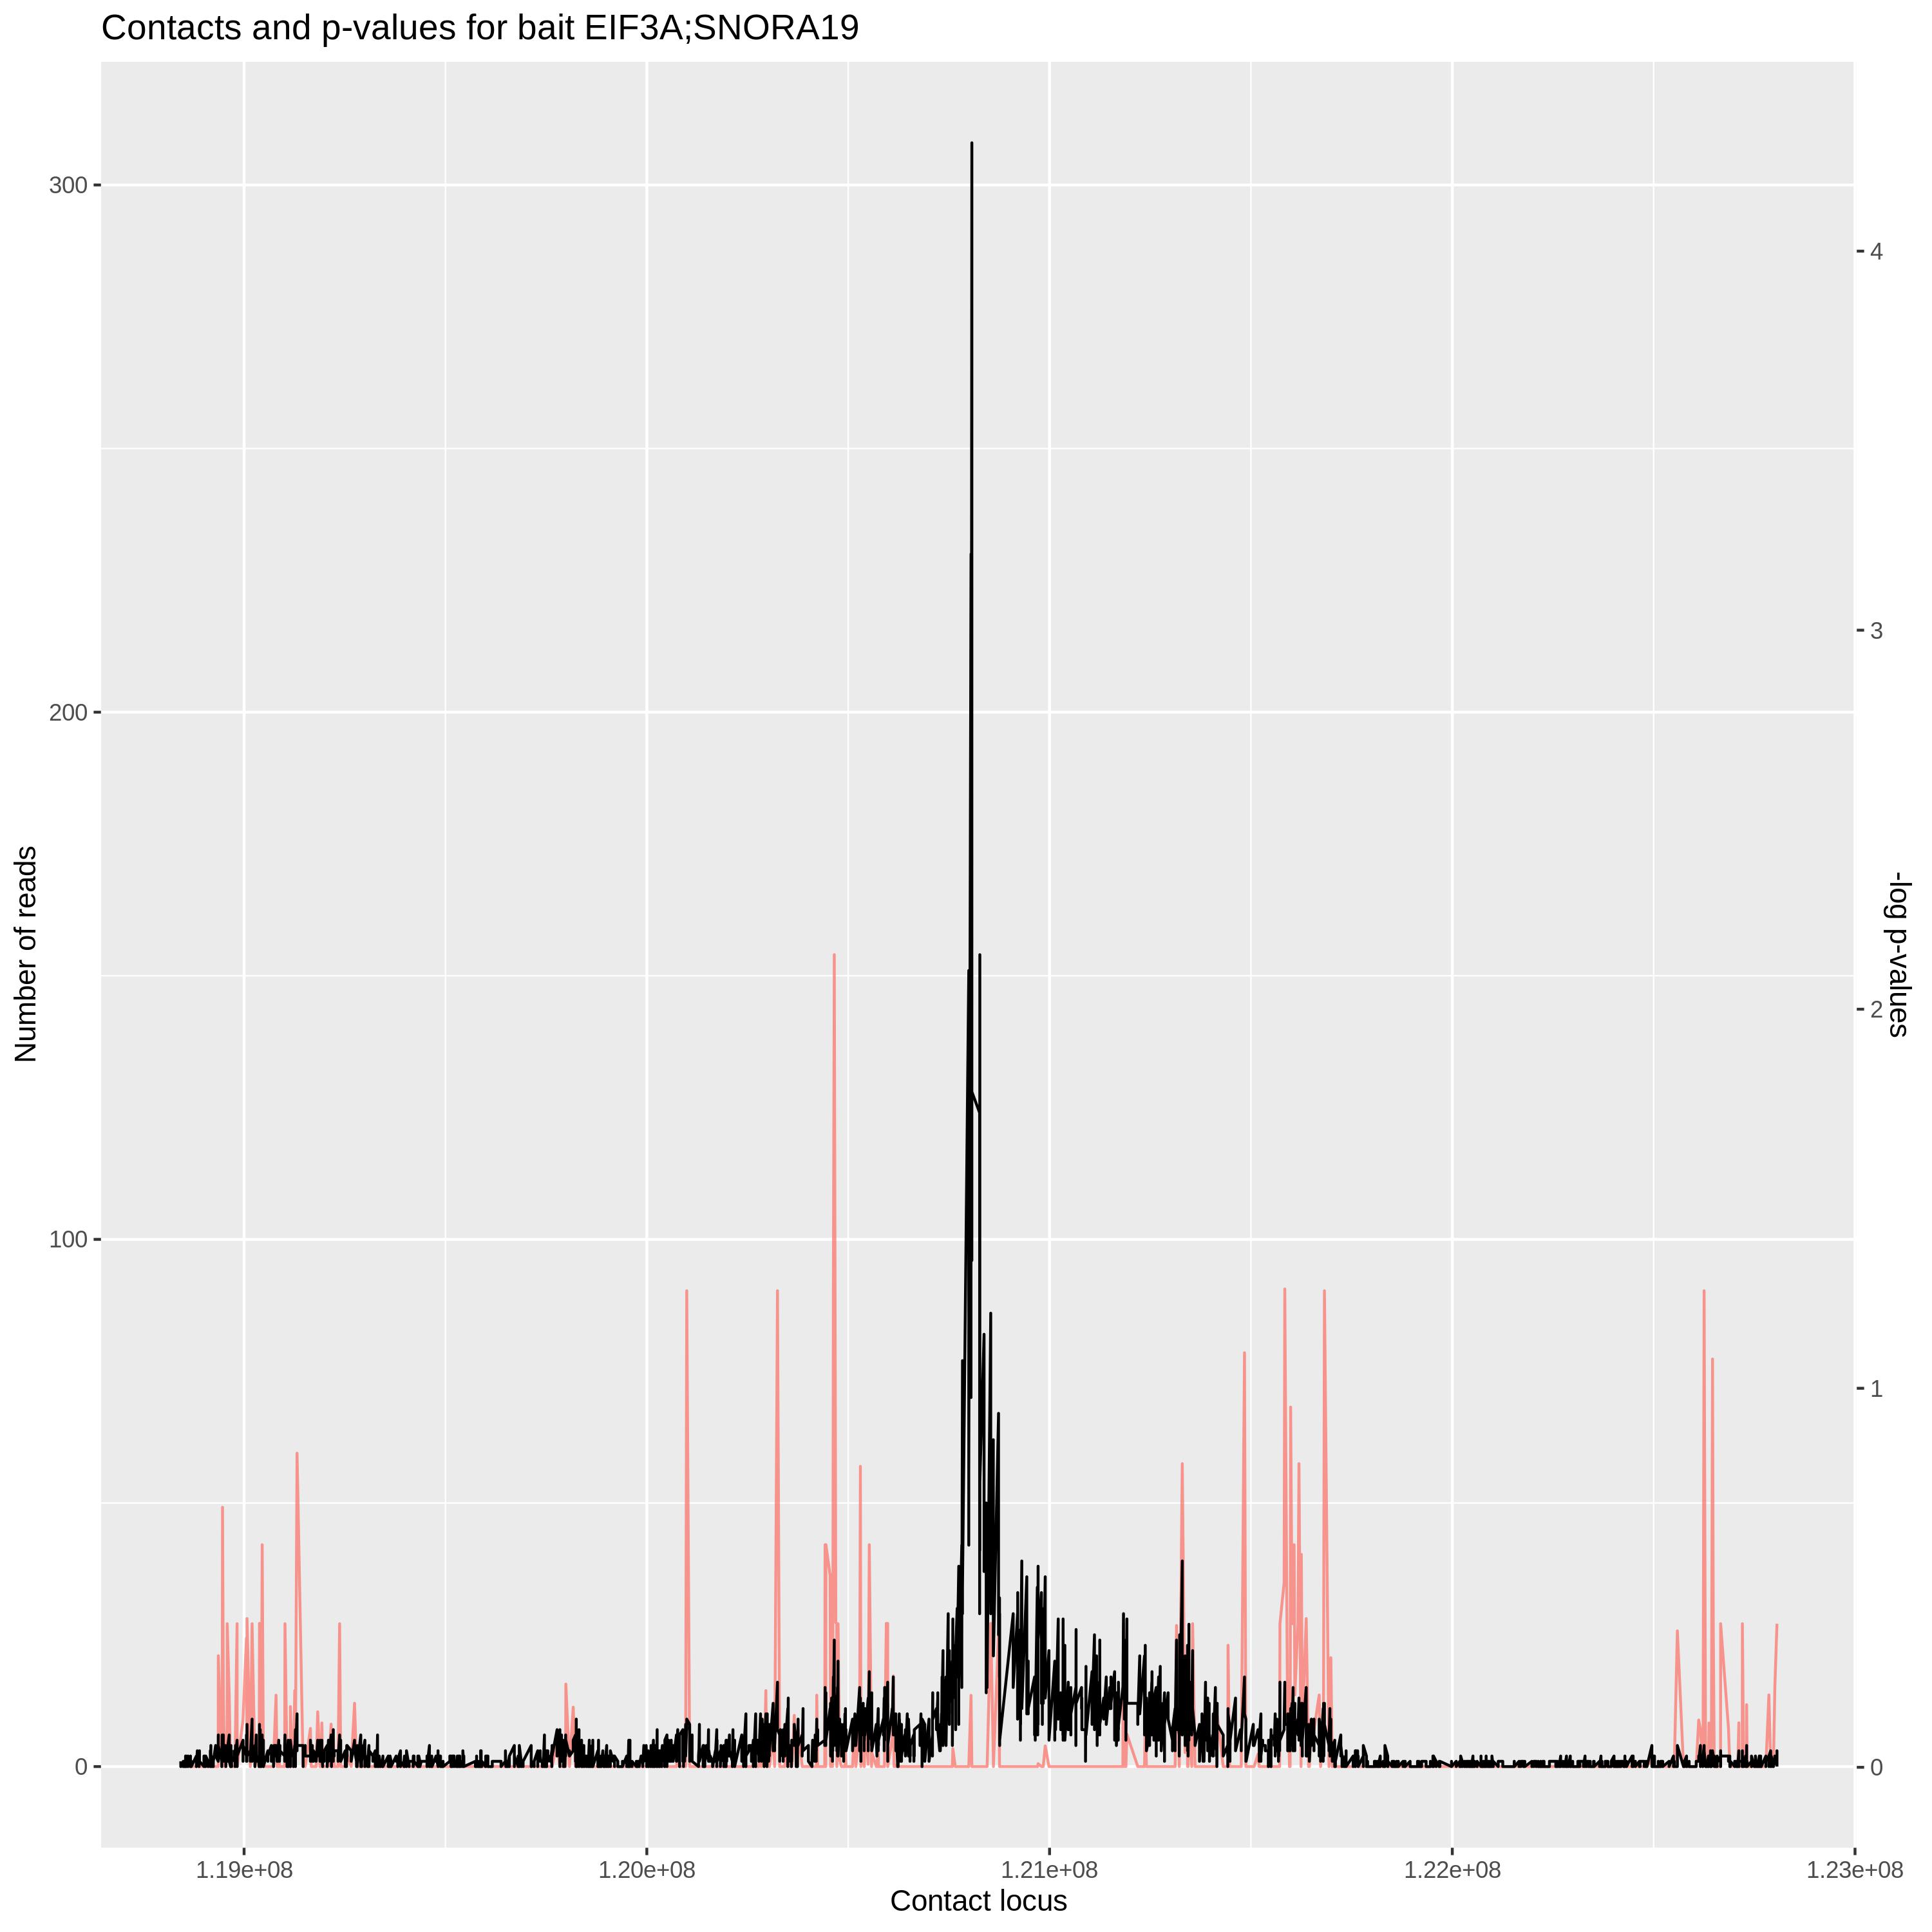 Contacts and p-values for bait EIF3A;SNORA19
Number of reads
300
200
100
0
4
3
2
1
0
-log p-values
1.19e+08
1.20e+08
1.21e+08
1.22e+08
1.23e+08
Contact locus